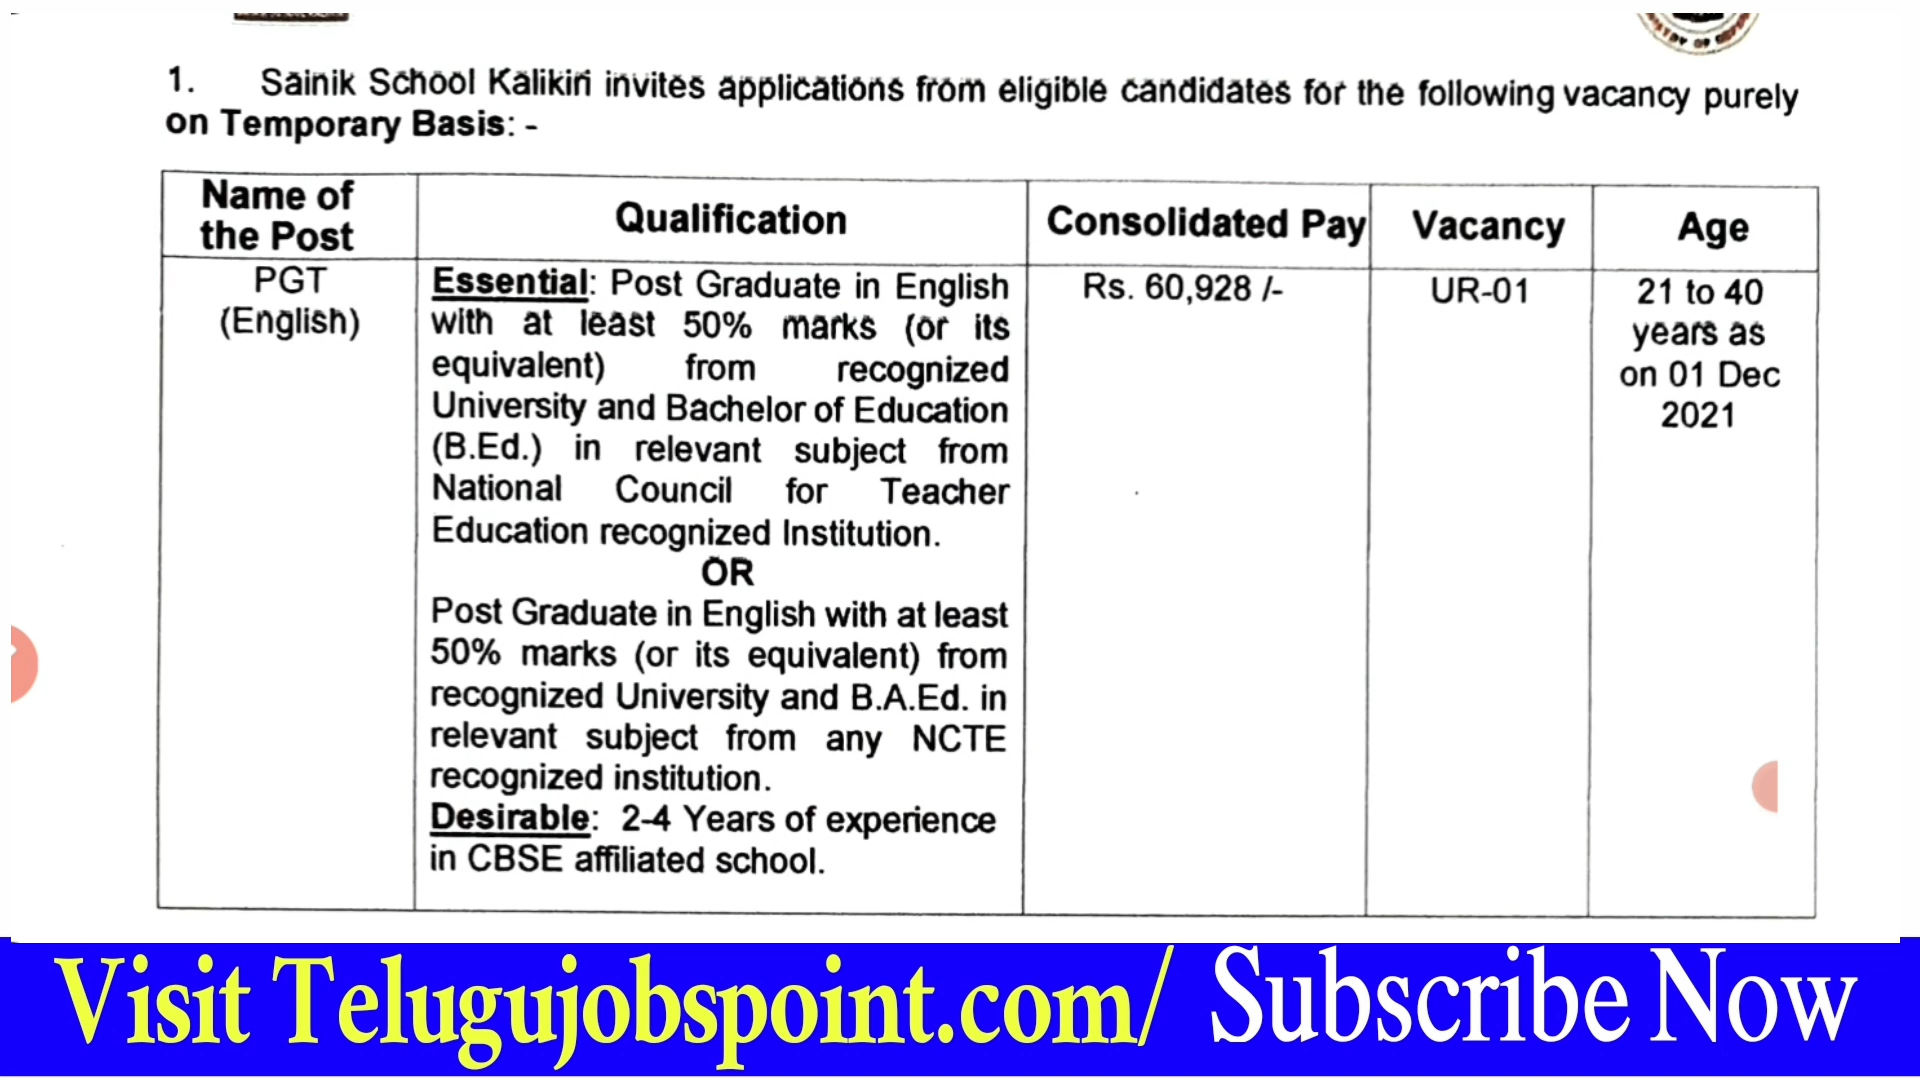 1. Sainik School Kalikiri invites applications from eligible candidates for the following vacancy purely
on Temporary Basis: -
Name of
the Post
Qualification
Consolidated Pay
Vacancy
Age
PGT
(English)
Essential: Post Graduate in English
with at least 50% marks (or its
equivalent) from recognized
University and Bachelor of Education
(B.Ed.) in relevant subject from
National Council for Teacher
Education recognized Institution.
OR
Post Graduate in English with at least
50% marks (or its equivalent) from
recognized University and B.A.Ed. in
relevant subject from any NCTE
recognized institution.
Desirable: 2-4 Years of experience
in CBSE affiliated school.
Rs. 60,928 /-
UR-01
21 to 40
years as
on 01 Dec
2021
Visit Telugujobspoint.com/ Subscribe Now